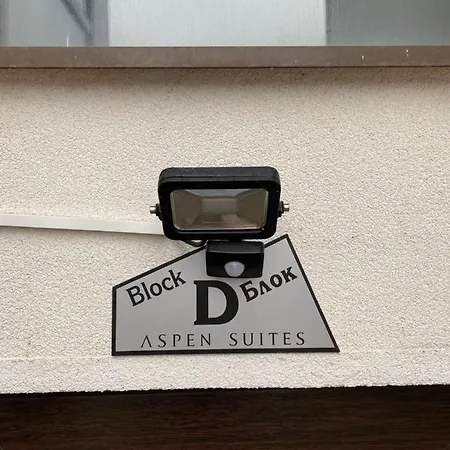 Block D Блок
ASPEN SUITES